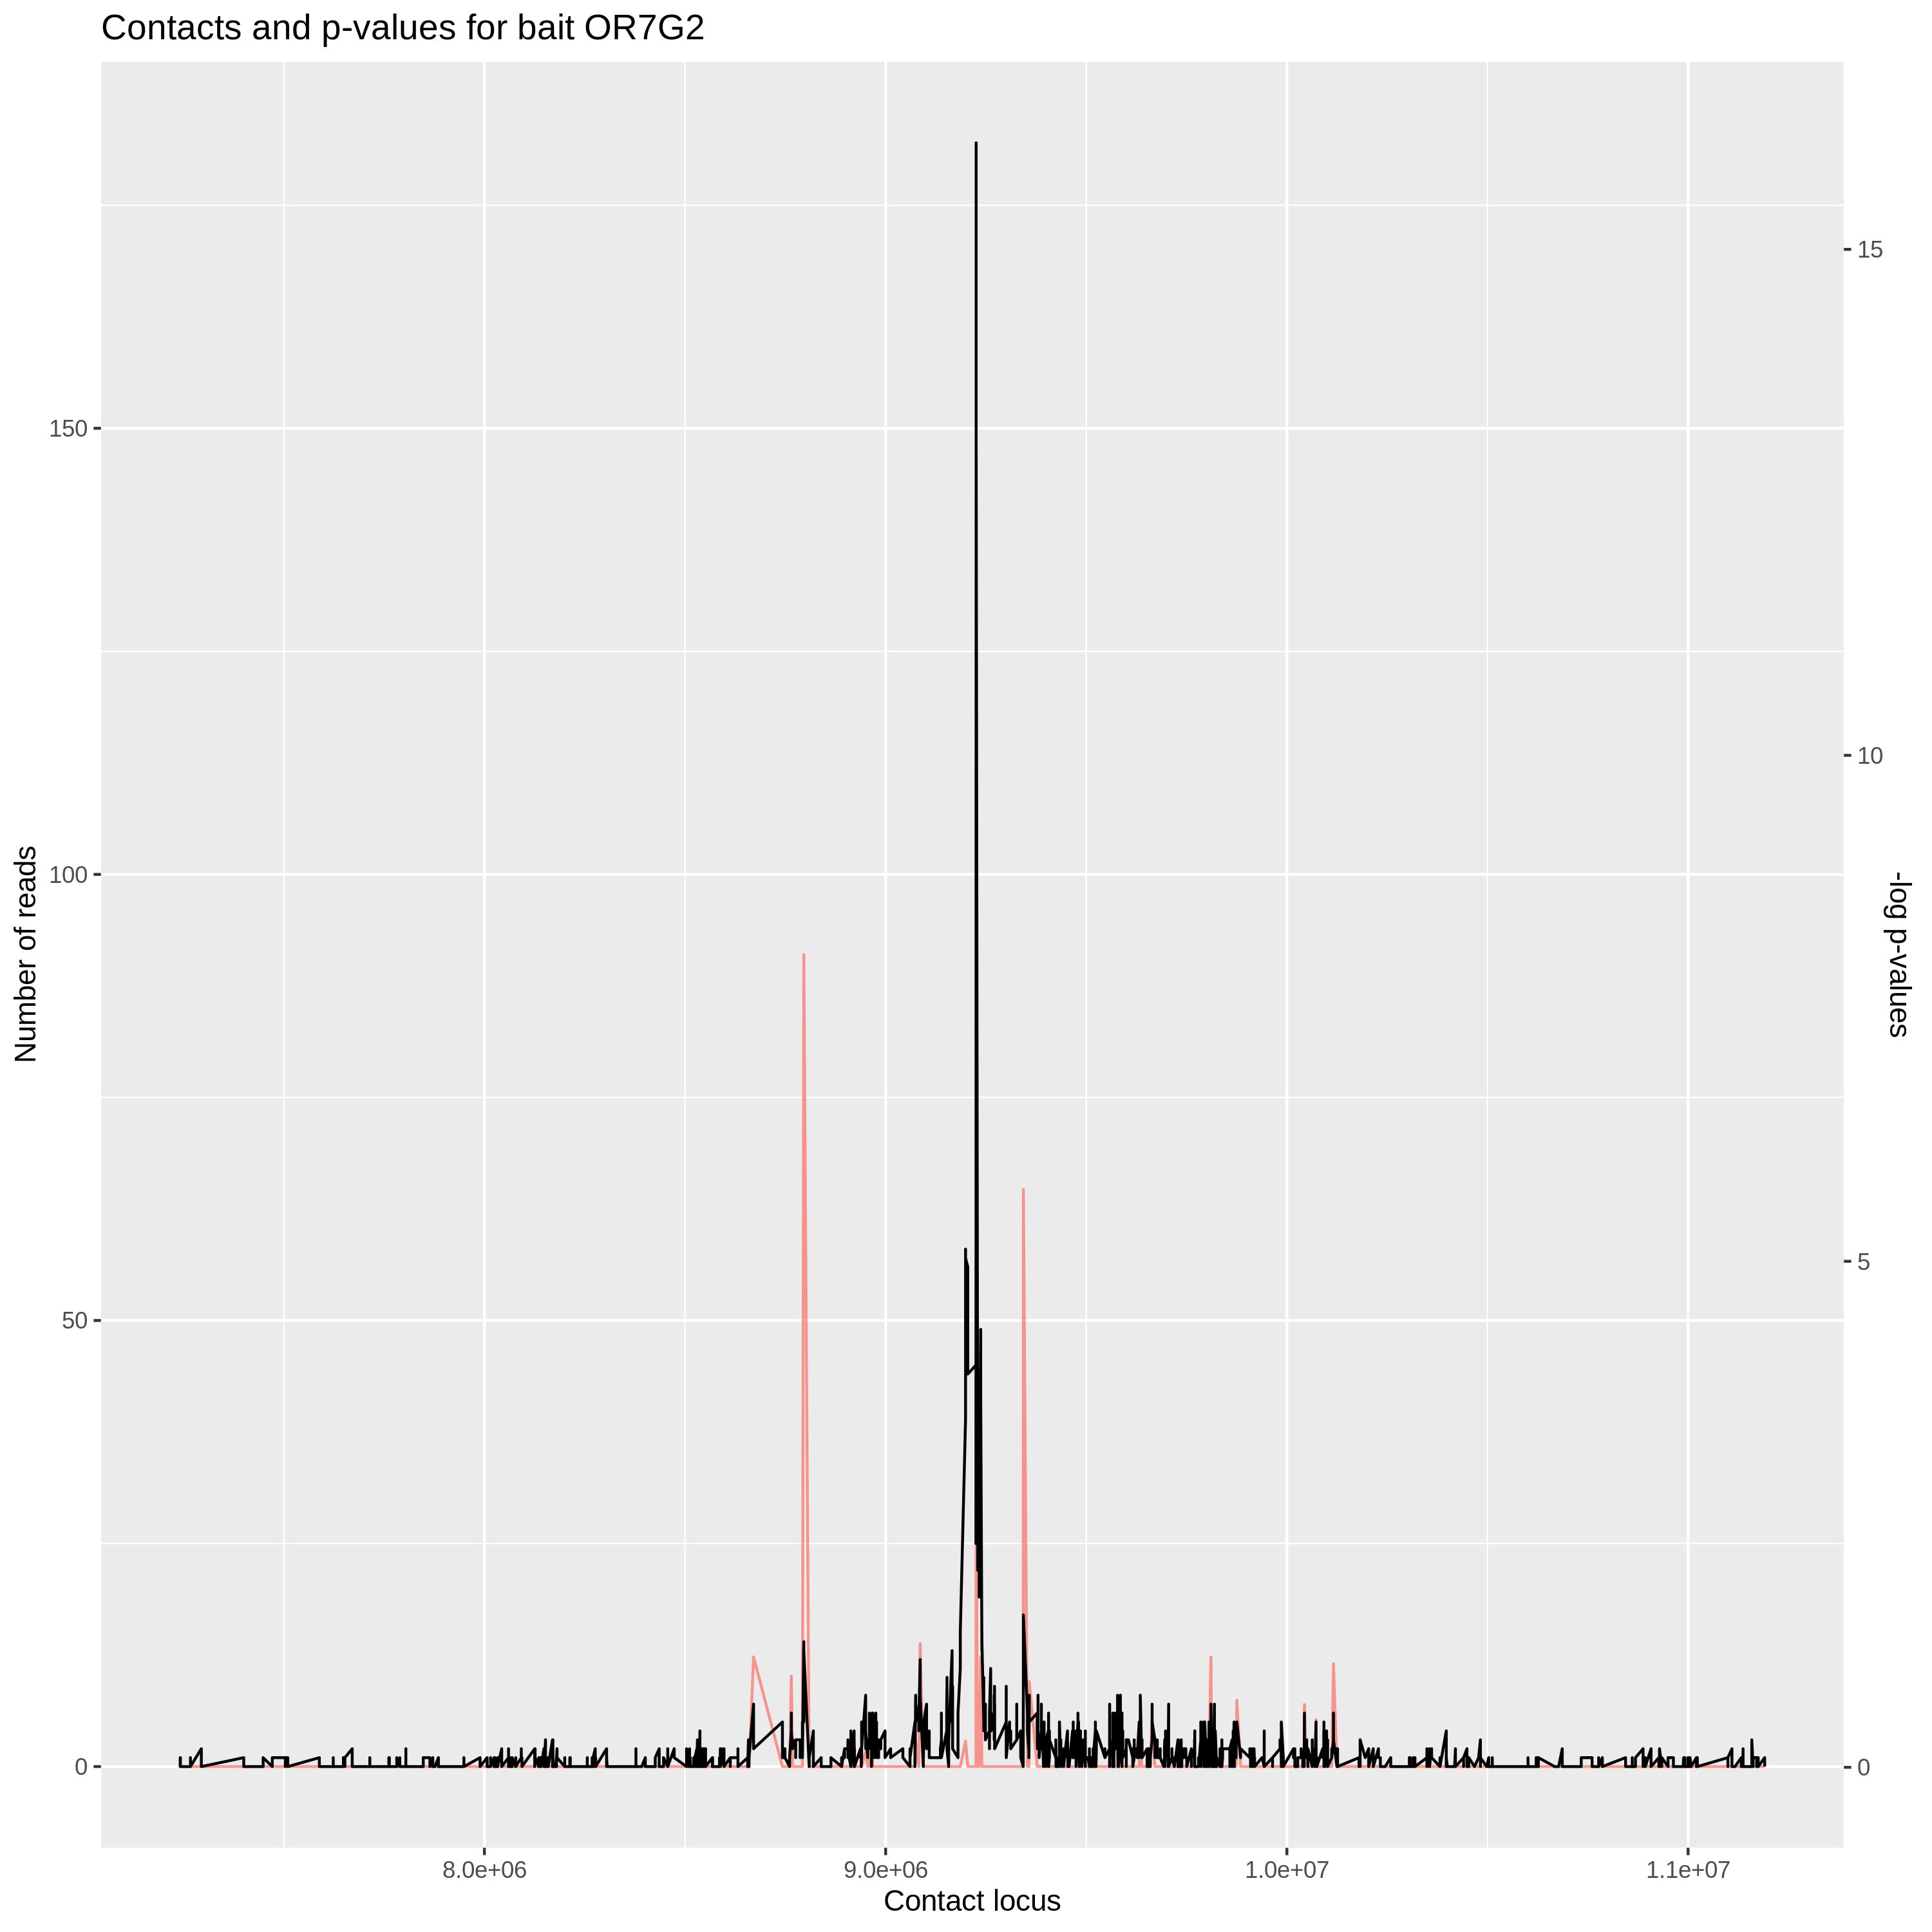 Contacts and p-values for bait OR7G2
150
100
50
0
Number of reads
15
10
5
0
-log p-values
8.0e+06
9.0e+06
1.0e+07
1.1e+07
Contact locus